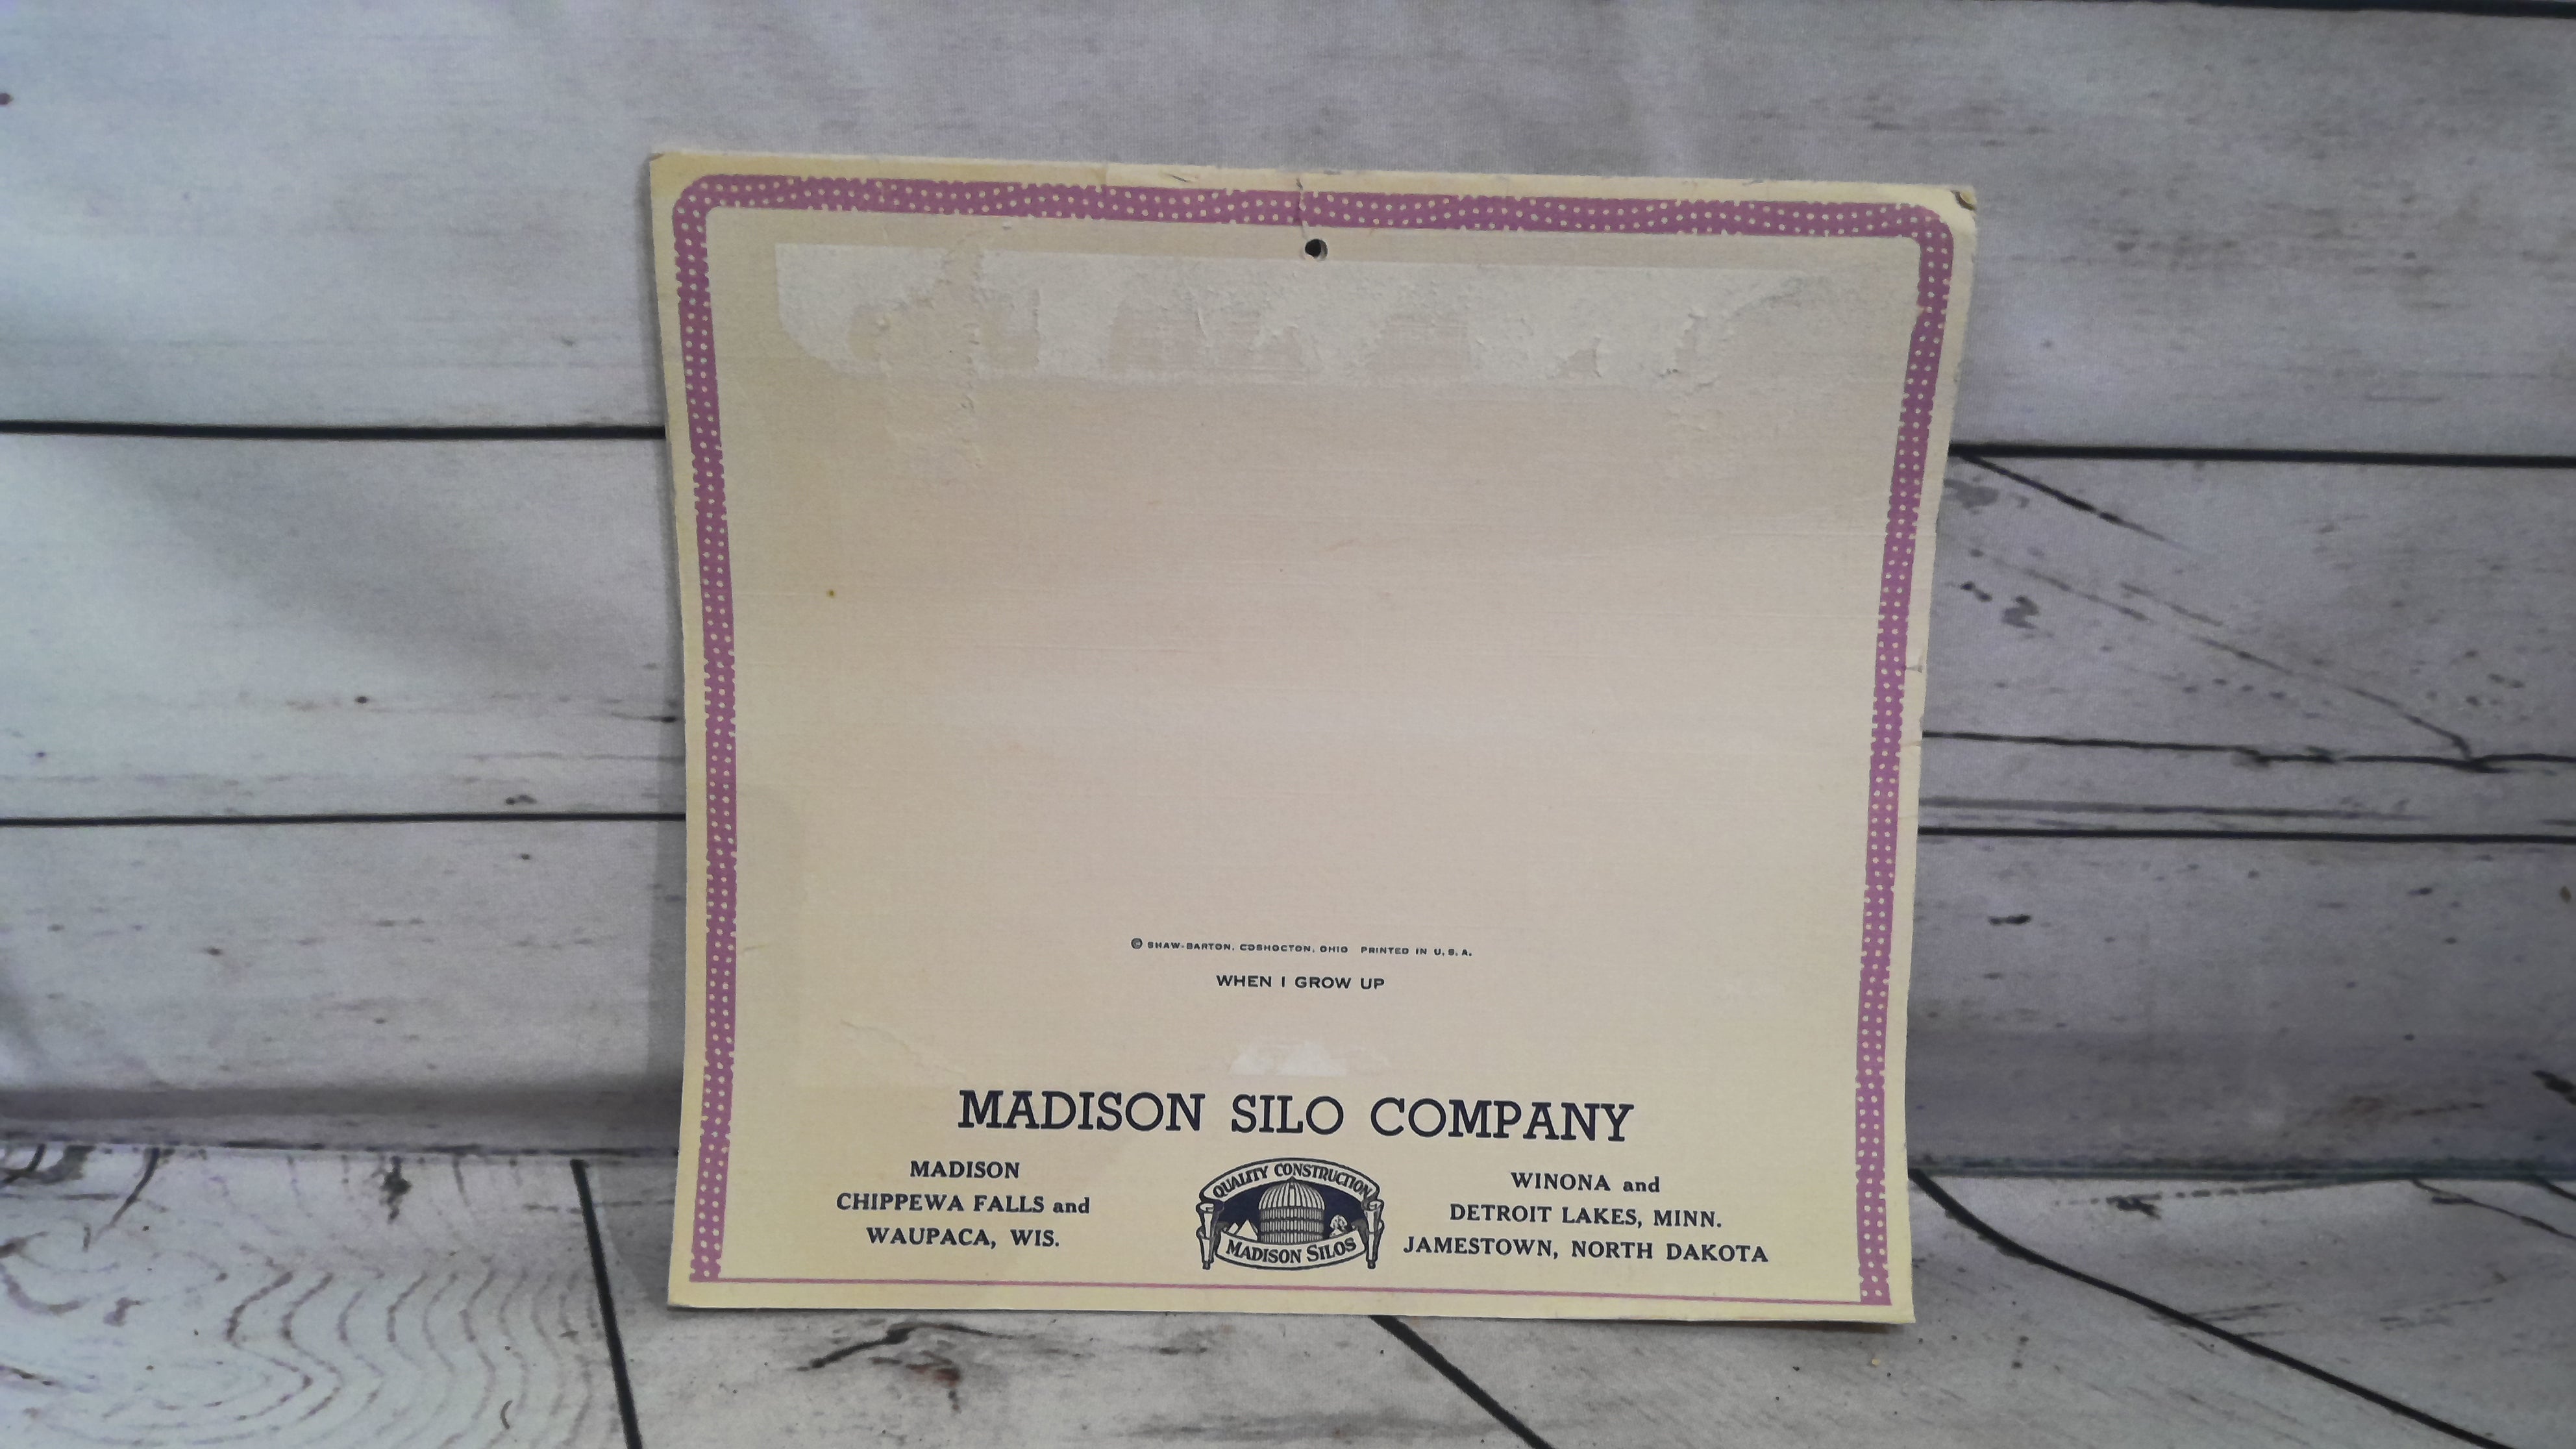 © SHAW-BARTON, COSHOCTON, OHIO PRINTED IN U.S.A.
WHEN I GROW UP
MADISON SILO COMPANY
MADISON
CHIPPEWA FALLS and
WAUPACA, WIS.
QUALITY CONSTRUCTION
MADISON SILOS
WINONA and
DETROIT LAKES, MINN.
JAMESTOWN, NORTH DAKOTA